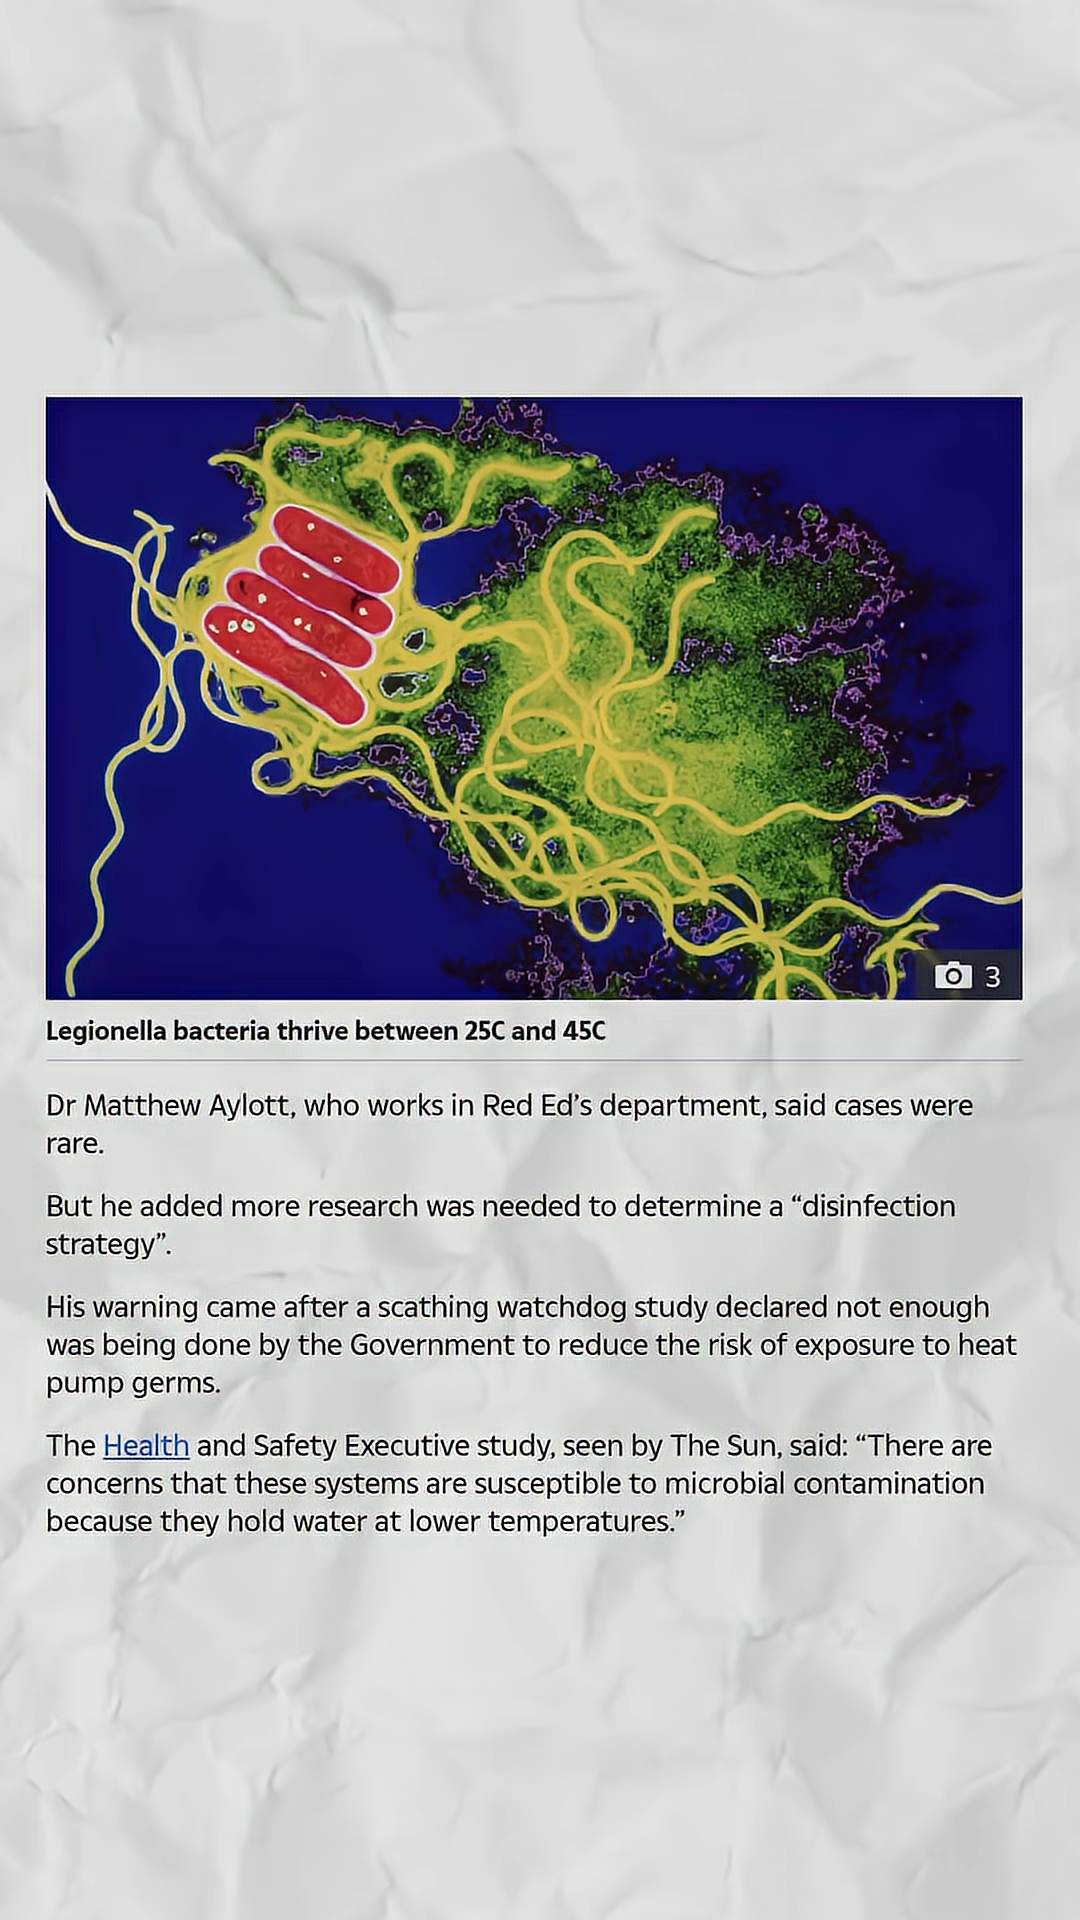 3
Legionella bacteria thrive between 25C and 45C
Dr Matthew Aylott, who works in Red Ed’s department, said cases were
rare.
But he added more research was needed to determine a “disinfection
strategy”.
His warning came after a scathing watchdog study declared not enough
was being done by the Government to reduce the risk of exposure to heat
pump germs.
The Health and Safety Executive study, seen by The Sun, said: “There are
concerns that these systems are susceptible to microbial contamination
because they hold water at lower temperatures.”